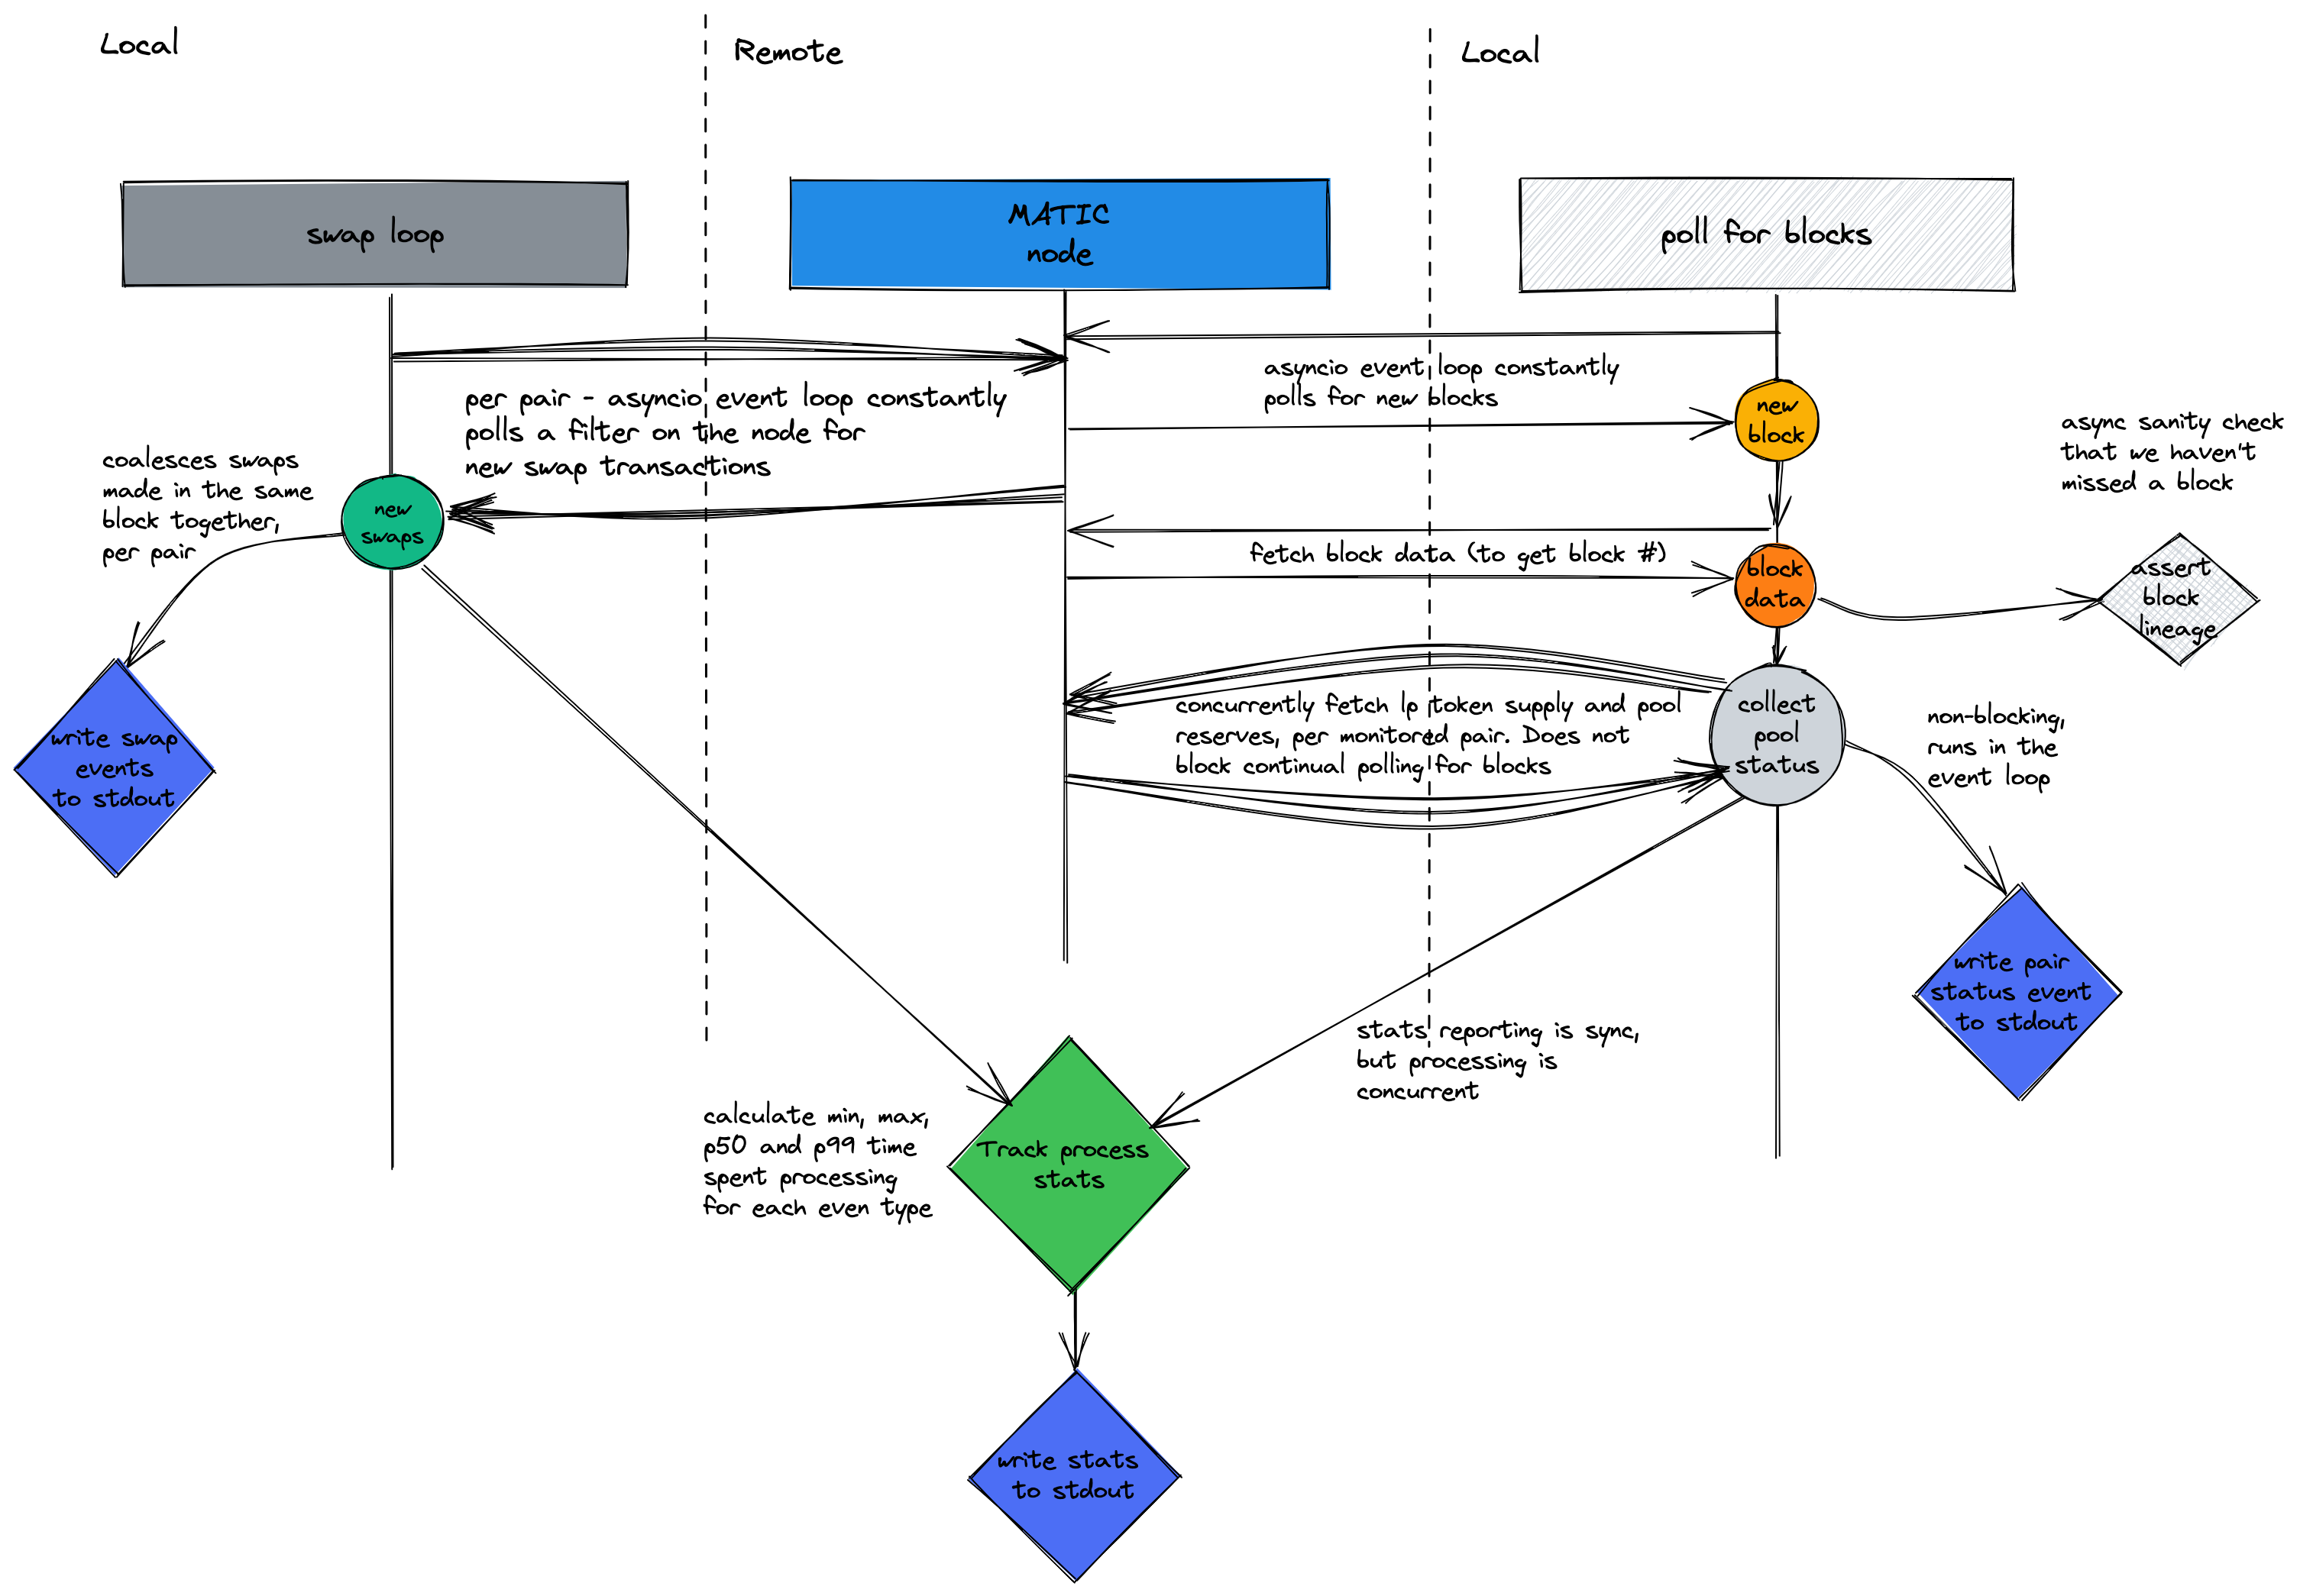 Local
Remote
Local
swap loop
MATIC
node
poll for blocks
asyncio event loop constantly
polls for new blocks
per pair - asyncio event loop constantly
polls a filter on the node for
new swap transactions
new
block
async sanity check
that we haven't
missed a block
coalesces swaps
made in the same
block together,
per pair
new
swaps
fetch block data (to get block #)
block
data
assert
block
lineage
concurrently fetch lp token supply and pool
reserves, per monitored pair. Does not
block continual polling for blocks
collect
pool
status
non-blocking,
runs in the
event loop
write swap
events
to stdout
write pair
status event
to stdout
stats reporting is sync,
but processing is
concurrent
calculate min, max,
p50 and p99 time
spent processing
for each even type
Track process
stats
write stats
to stdout